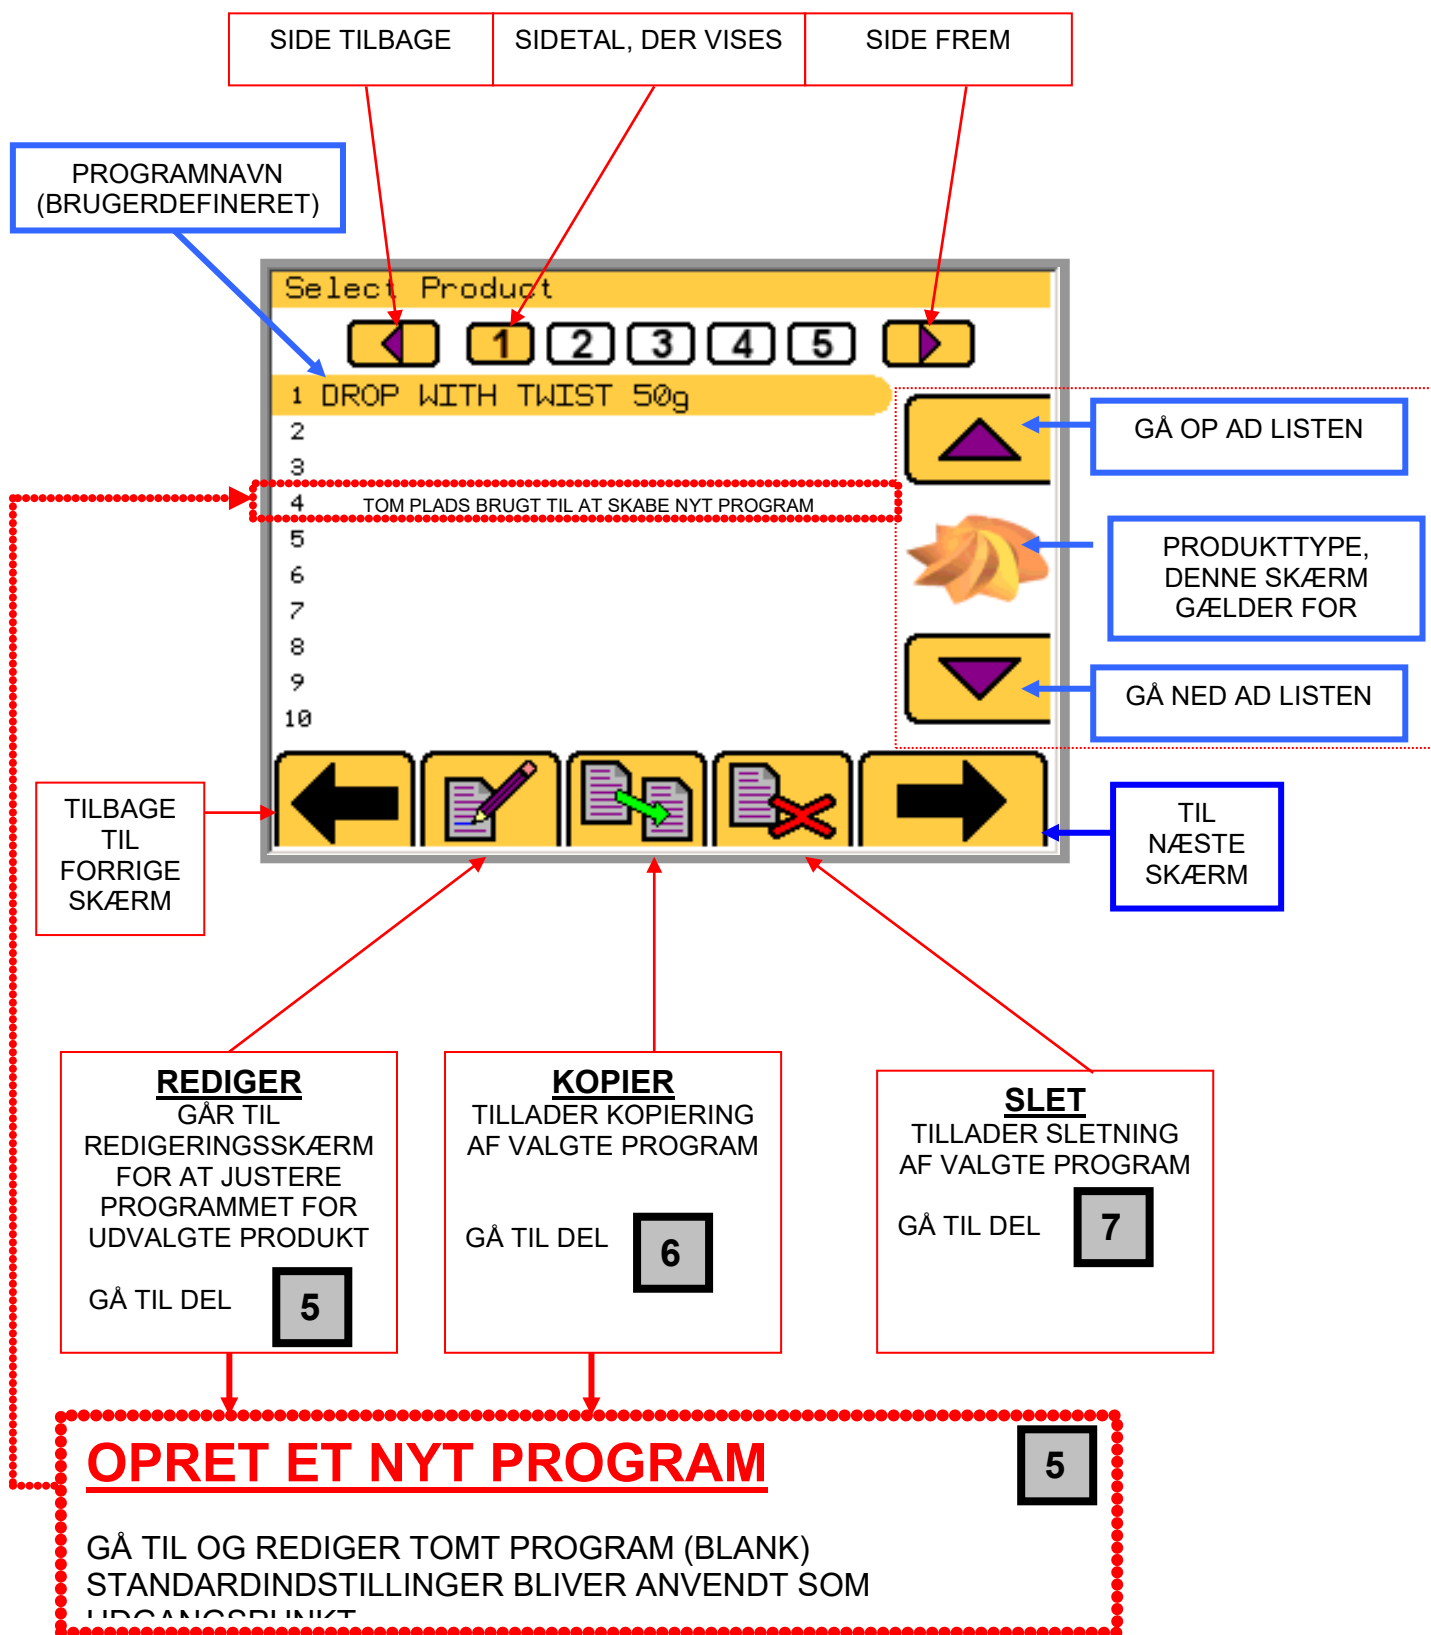 SIDE TILBAGE
SIDETAL, DER VISES
SIDE FREM
PROGRAMNAVN
(BRUGERDEFINERET)
Select Product
1 2 3 4 5
1 DROP WITH TWIST 50g
2
3
4 TOM PLADS BRUGT TIL AT SKABE NYT PROGRAM
5
6
7
8
9
10
GÅ OP AD LISTEN
PRODUKTTYPE,
DENNE SKÆRM
GÆLDER FOR
GÅ NED AD LISTEN
TILBAGE
TIL
FORRIGE
SKÆRM
TIL
NÆSTE
SKÆRM
REDIGER
GÅR TIL
REDIGERINGSSKÆRM
FOR AT JUSTERE
PROGRAMMET FOR
UDVALGTE PRODUKT
GÅ TIL DEL 5
KOPIER
TILLADER KOPIERING
AF VALGTE PROGRAM
GÅ TIL DEL 6
SLET
TILLADER SLETNING
AF VALGTE PROGRAM
GÅ TIL DEL 7
OPRET ET NYT PROGRAM 5
GÅ TIL OG REDIGER TOMT PROGRAM (BLANK)
STANDARDINDSTILLINGER BLIVER ANVENDT SOM
UDGANGSPUNKT